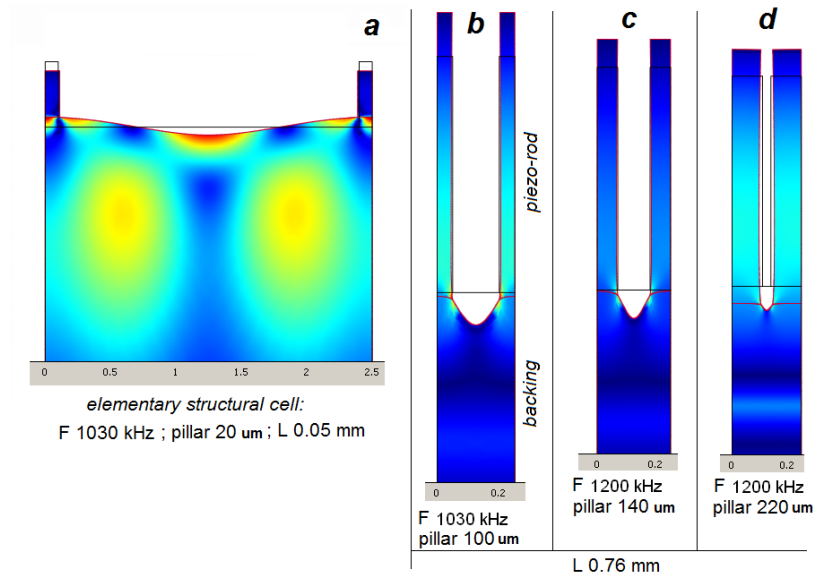 a
0 0.5 1 1.5 2 2.5
elementary structural cell:
F 1030 kHz ; pillar 20 um ; L 0.05 mm
b
piezo-rod
backing
0 0.2
F 1030 kHz
pillar 100 um
c
0 0.2
F 1200 kHz
pillar 140 um
d
0 0.2
F 1200 kHz
pillar 220 um
L 0.76 mm